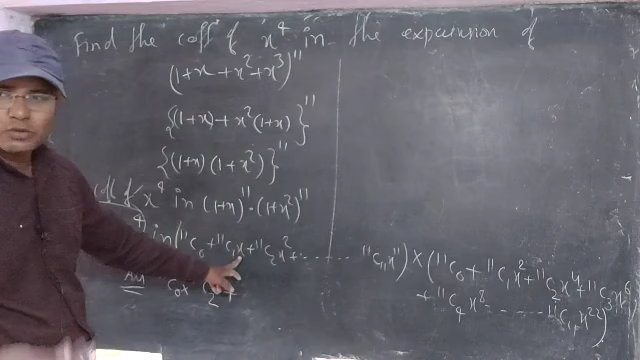 Find the coff of x⁴ in the expansion of
(1+x+x²+x³)¹¹
{(1+x)+x²(1+x)}¹¹
{(1+x)(1+x²)}¹¹
coff of x⁴ in (1+x)¹¹·(1+x²)¹¹
x⁴ in (¹¹C₀+¹¹C₁x+¹¹C₂x²+...... ¹¹C₁₁x¹¹) × (¹¹C₀+¹¹C₁x²+¹¹C₂x⁴+¹¹C₃x⁶
+¹¹C₄x⁸-----¹¹C₁₁x²²)